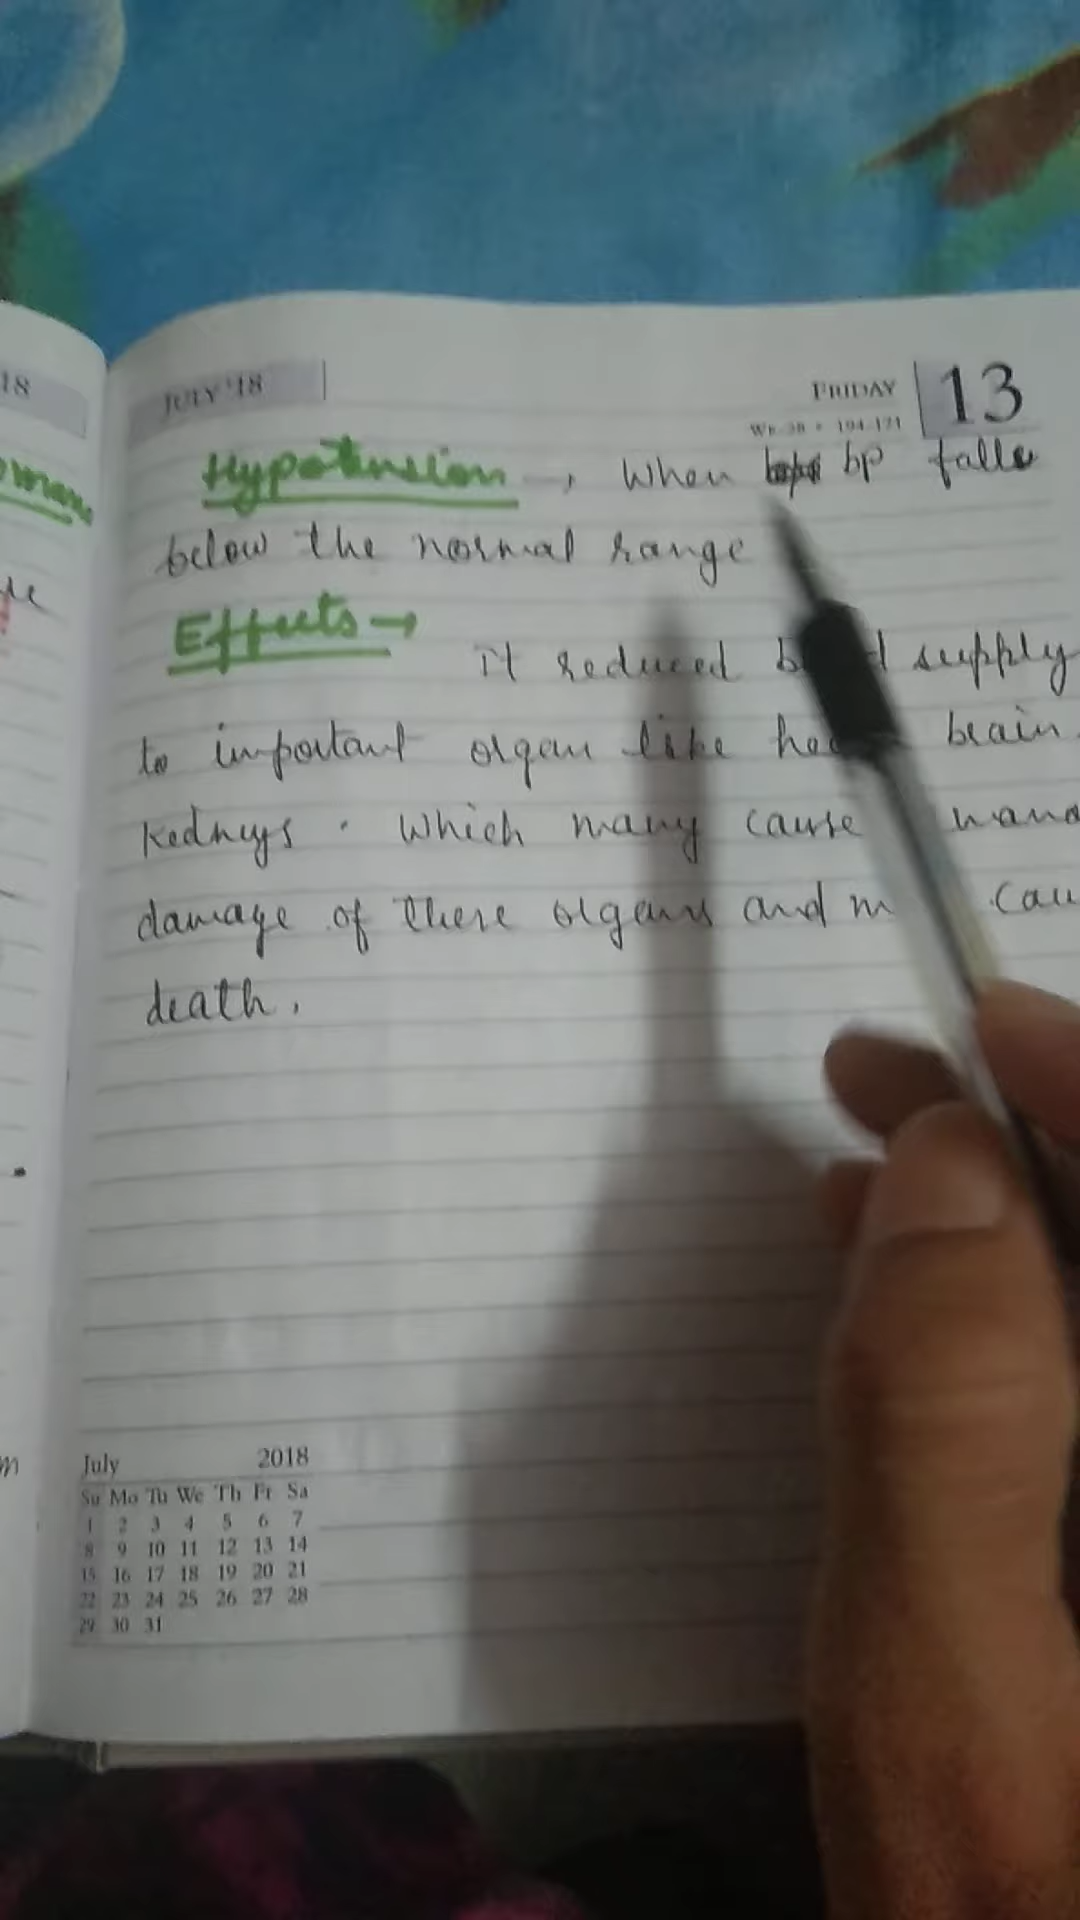 18
JULY '18
FRIDAY
13
Hypotension → When bp falls
below the normal range
Effects →
it reduced supply
to important organ like brain.
Kedneys. Which many cause
damage of these organs and
death.
July 2018
Su Mo Tu We Th Fr Sa
1 2 3 4 5 6 7
8 9 10 11 12 13 14
15 16 17 18 19 20 21
22 23 24 25 26 27 28
29 30 31